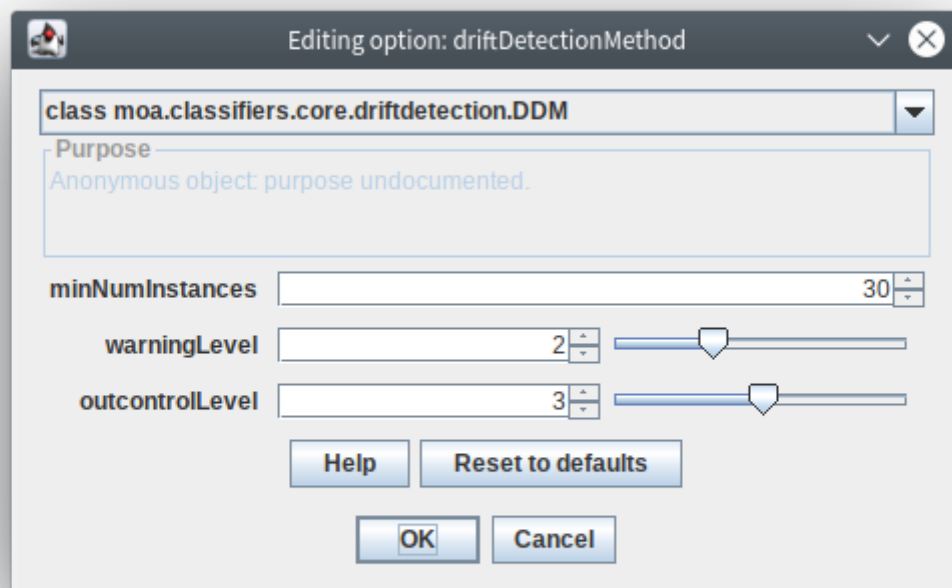 Editing option: driftDetectionMethod
class moa.classifiers.core.driftdetection.DDM
Purpose
Anonymous object: purpose undocumented.
minNumInstances 30
warningLevel 2
outcontrolLevel 3
Help Reset to defaults
OK Cancel